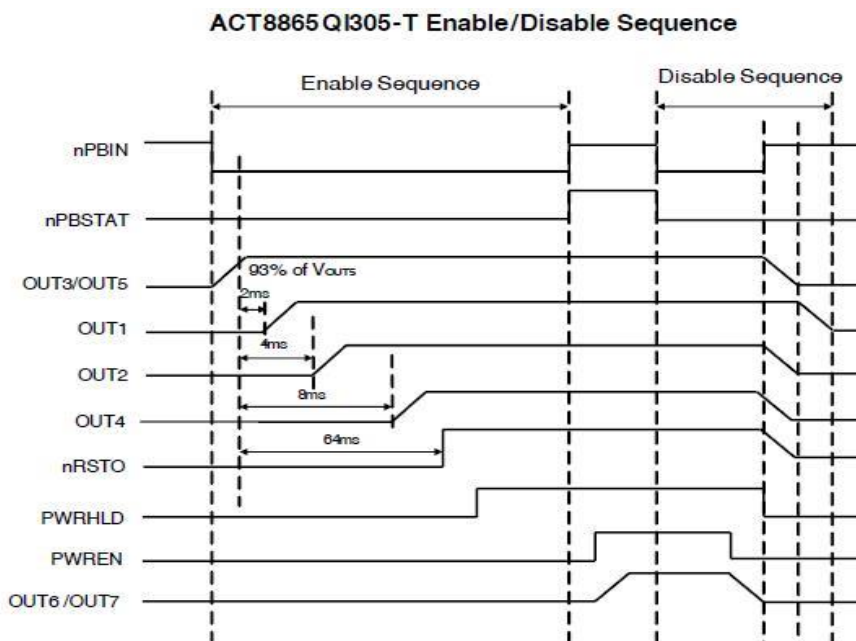 ACT8865QI305-T Enable/Disable Sequence
Enable Sequence
Disable Sequence
nPBIN
nPBSTAT
93% of VOUT5
OUT3/OUT5
2ms
OUT1
4ms
OUT2
8ms
OUT4
64ms
nRSTO
PWRHLD
PWREN
OUT6/OUT7